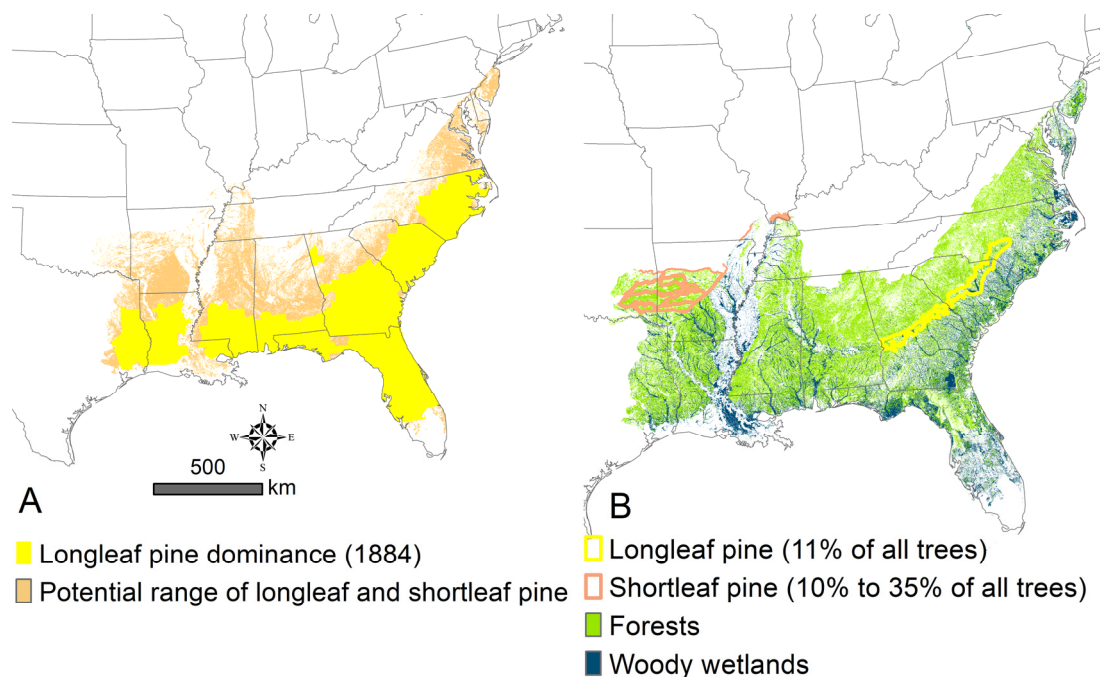 N
W E
S
500
km
A
Longleaf pine dominance (1884)
Potential range of longleaf and shortleaf pine
B
Longleaf pine (11% of all trees)
Shortleaf pine (10% to 35% of all trees)
Forests
Woody wetlands